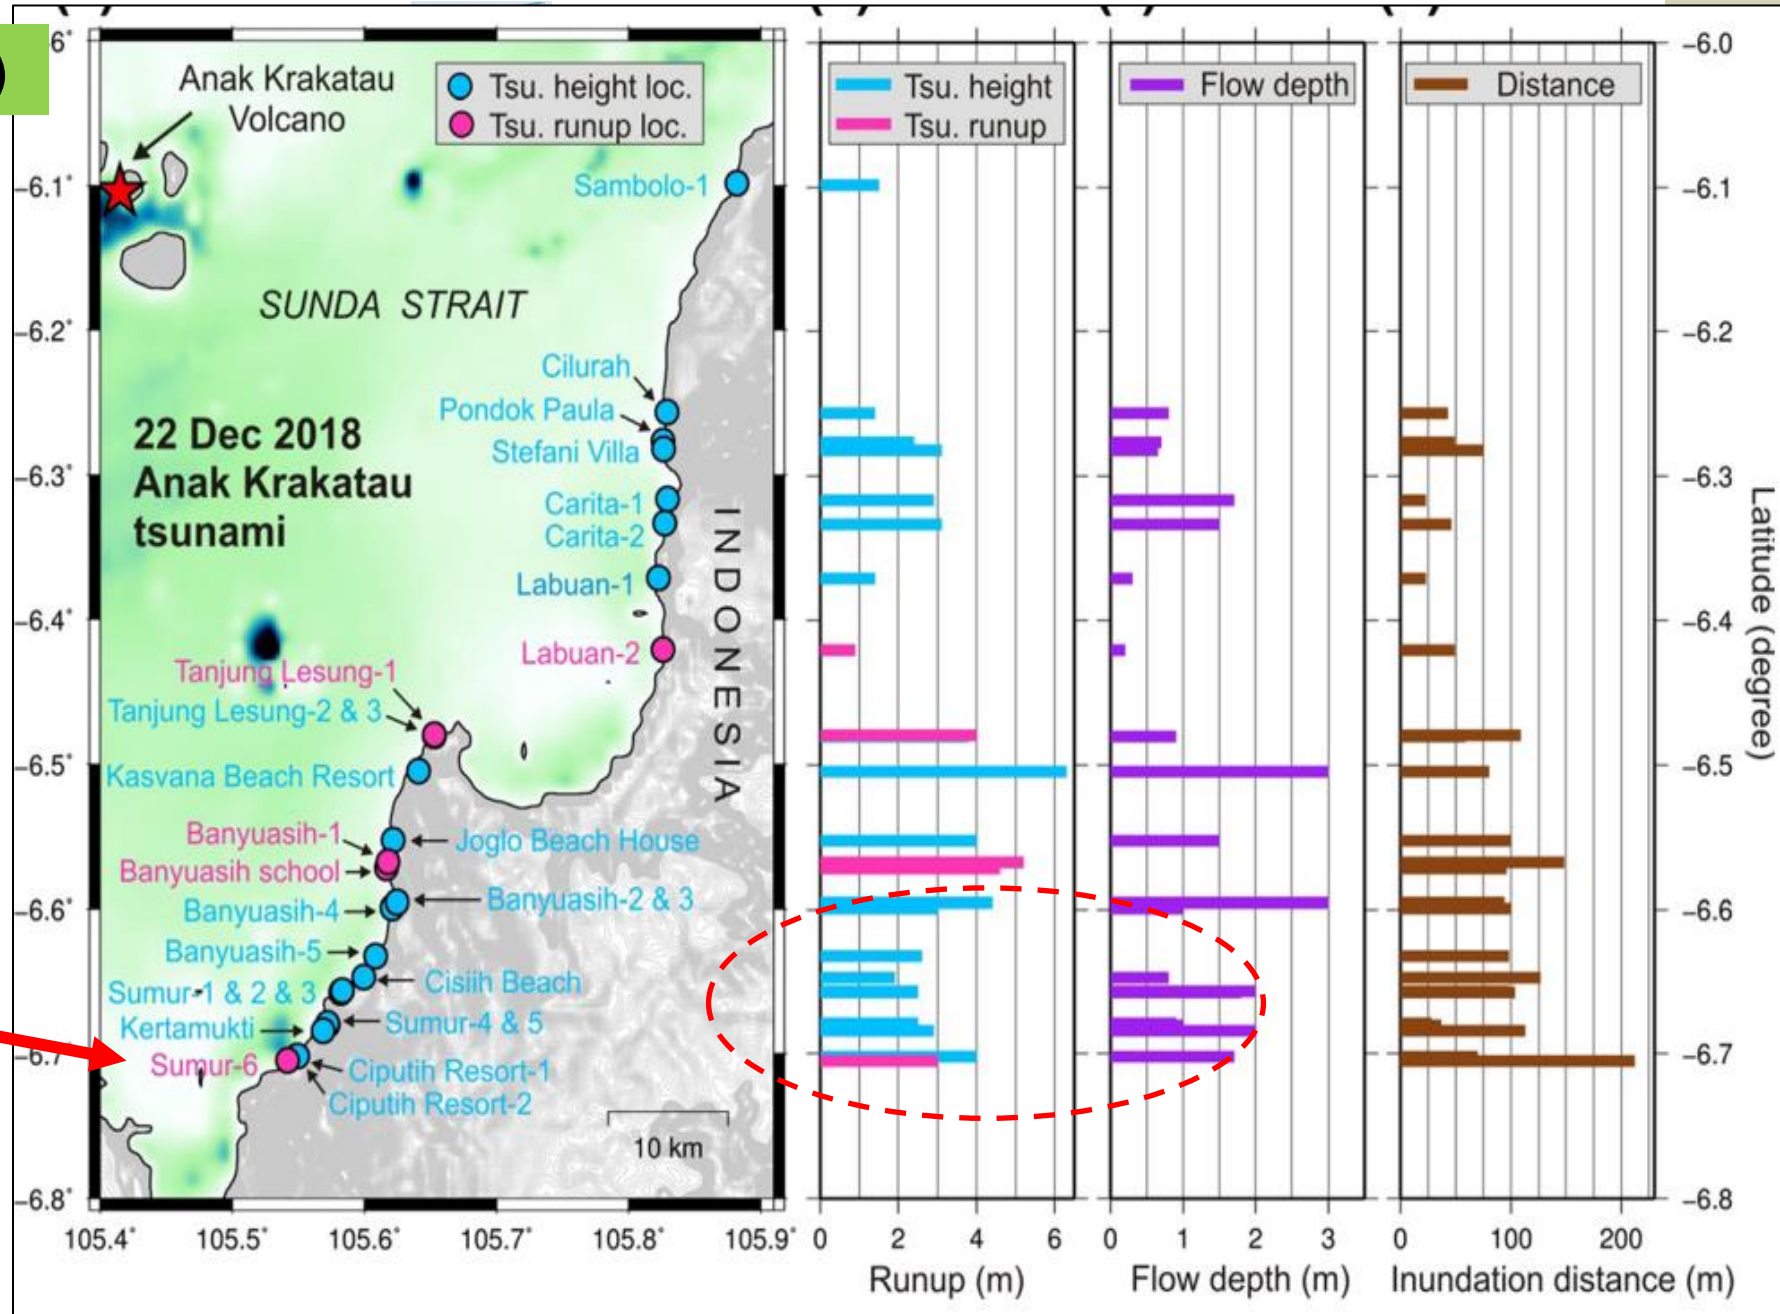 Anak Krakatau
Volcano
Tsu. height loc.
Tsu. runup loc.
Sambolo-1
SUNDA STRAIT
Cilurah
Pondok Paula
Stefani Villa
22 Dec 2018
Anak Krakatau
tsunami
Carita-1
Carita-2
Labuan-1
Labuan-2
INDONESIA
Tanjung Lesung-1
Tanjung Lesung-2 & 3
Kasvana Beach Resort
Banyuasih-1
Joglo Beach House
Banyuasih school
Banyuasih-2 & 3
Banyuasih-4
Banyuasih-5
Cisiih Beach
Sumur-1 & 2 & 3
Sumur-4 & 5
Kertamukti
Sumur-6
Ciputih Resort-1
Ciputih Resort-2
10 km
6˚
−6.1˚
−6.2˚
−6.3˚
−6.4˚
−6.5˚
−6.6˚
−6.7˚
−6.8˚
105.4˚ 105.5˚ 105.6˚ 105.7˚ 105.8˚ 105.9˚
Tsu. height
Tsu. runup
0 2 4 6
Runup (m)
Flow depth
0 1 2 3
Flow depth (m)
Distance
0 100 200
Inundation distance (m)
−6.0
−6.1
−6.2
−6.3
−6.4
−6.5
−6.6
−6.7
−6.8
Latitude (degree)